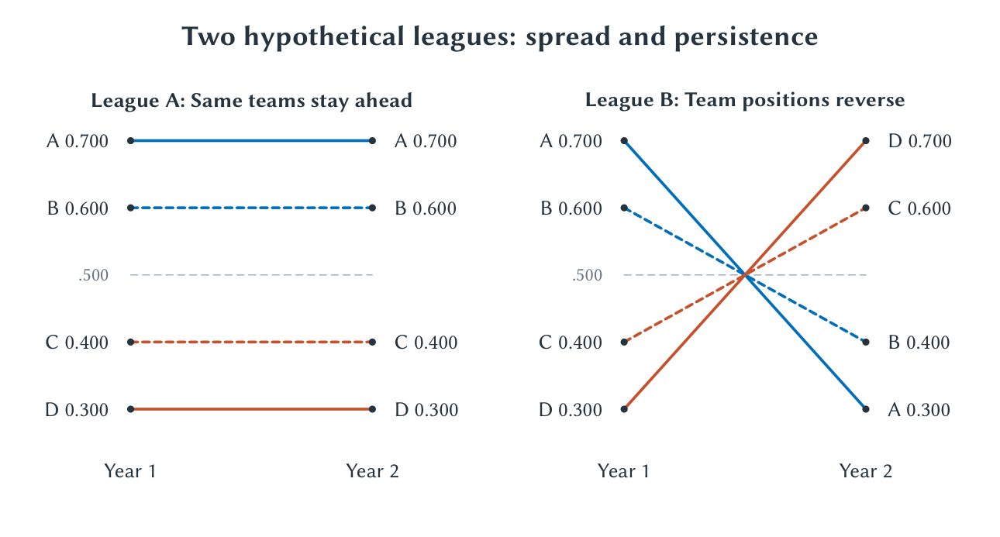 Two hypothetical leagues: spread and persistence
League A: Same teams stay ahead
A 0.700
A 0.700
B 0.600
B 0.600
.500
C 0.400
C 0.400
D 0.300
D 0.300
Year 1
Year 2
League B: Team positions reverse
A 0.700
D 0.700
B 0.600
C 0.600
.500
C 0.400
B 0.400
D 0.300
A 0.300
Year 1
Year 2